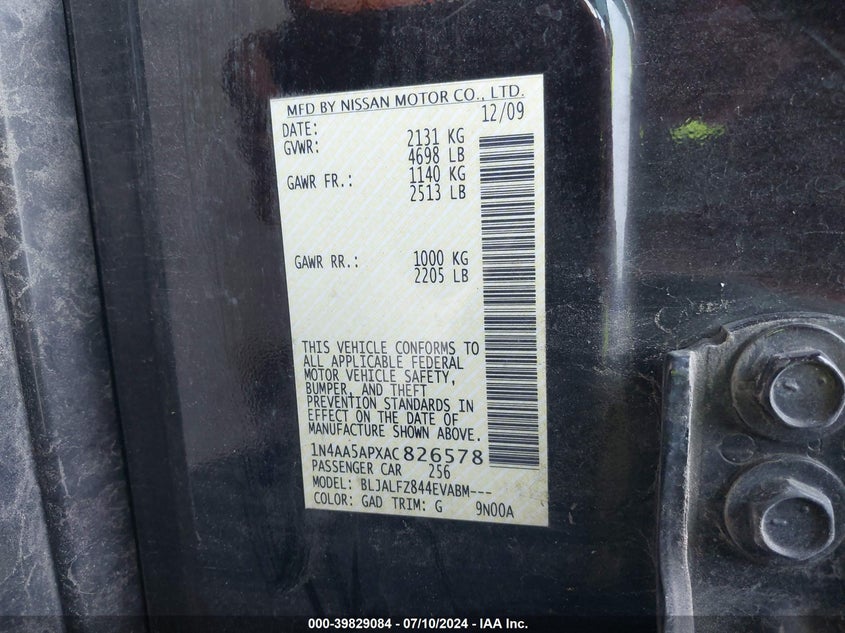 MFD BY NISSAN MOTOR CO., LTD.
DATE: 12/09
GVWR: 2131 KG
4698 LB
GAWR FR.: 1140 KG
2513 LB
GAWR RR.: 1000 KG
2205 LB
THIS VEHICLE CONFORMS TO
ALL APPLICABLE FEDERAL
MOTOR VEHICLE SAFETY,
BUMPER, AND THEFT
PREVENTION STANDARDS IN
EFFECT ON THE DATE OF
MANUFACTURE SHOWN ABOVE.
1N4AA5APXAC826578
PASSENGER CAR 256
MODEL: BLJALFZ844EVABM---
COLOR: GAD TRIM: G 9N00A
000-39829084 - 07/10/2024 - IAA Inc.